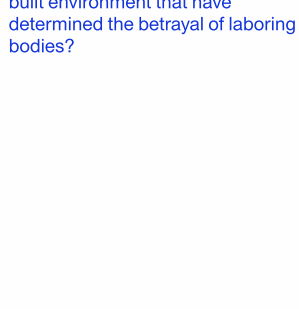 built environment that have
determined the betrayal of laboring
bodies?